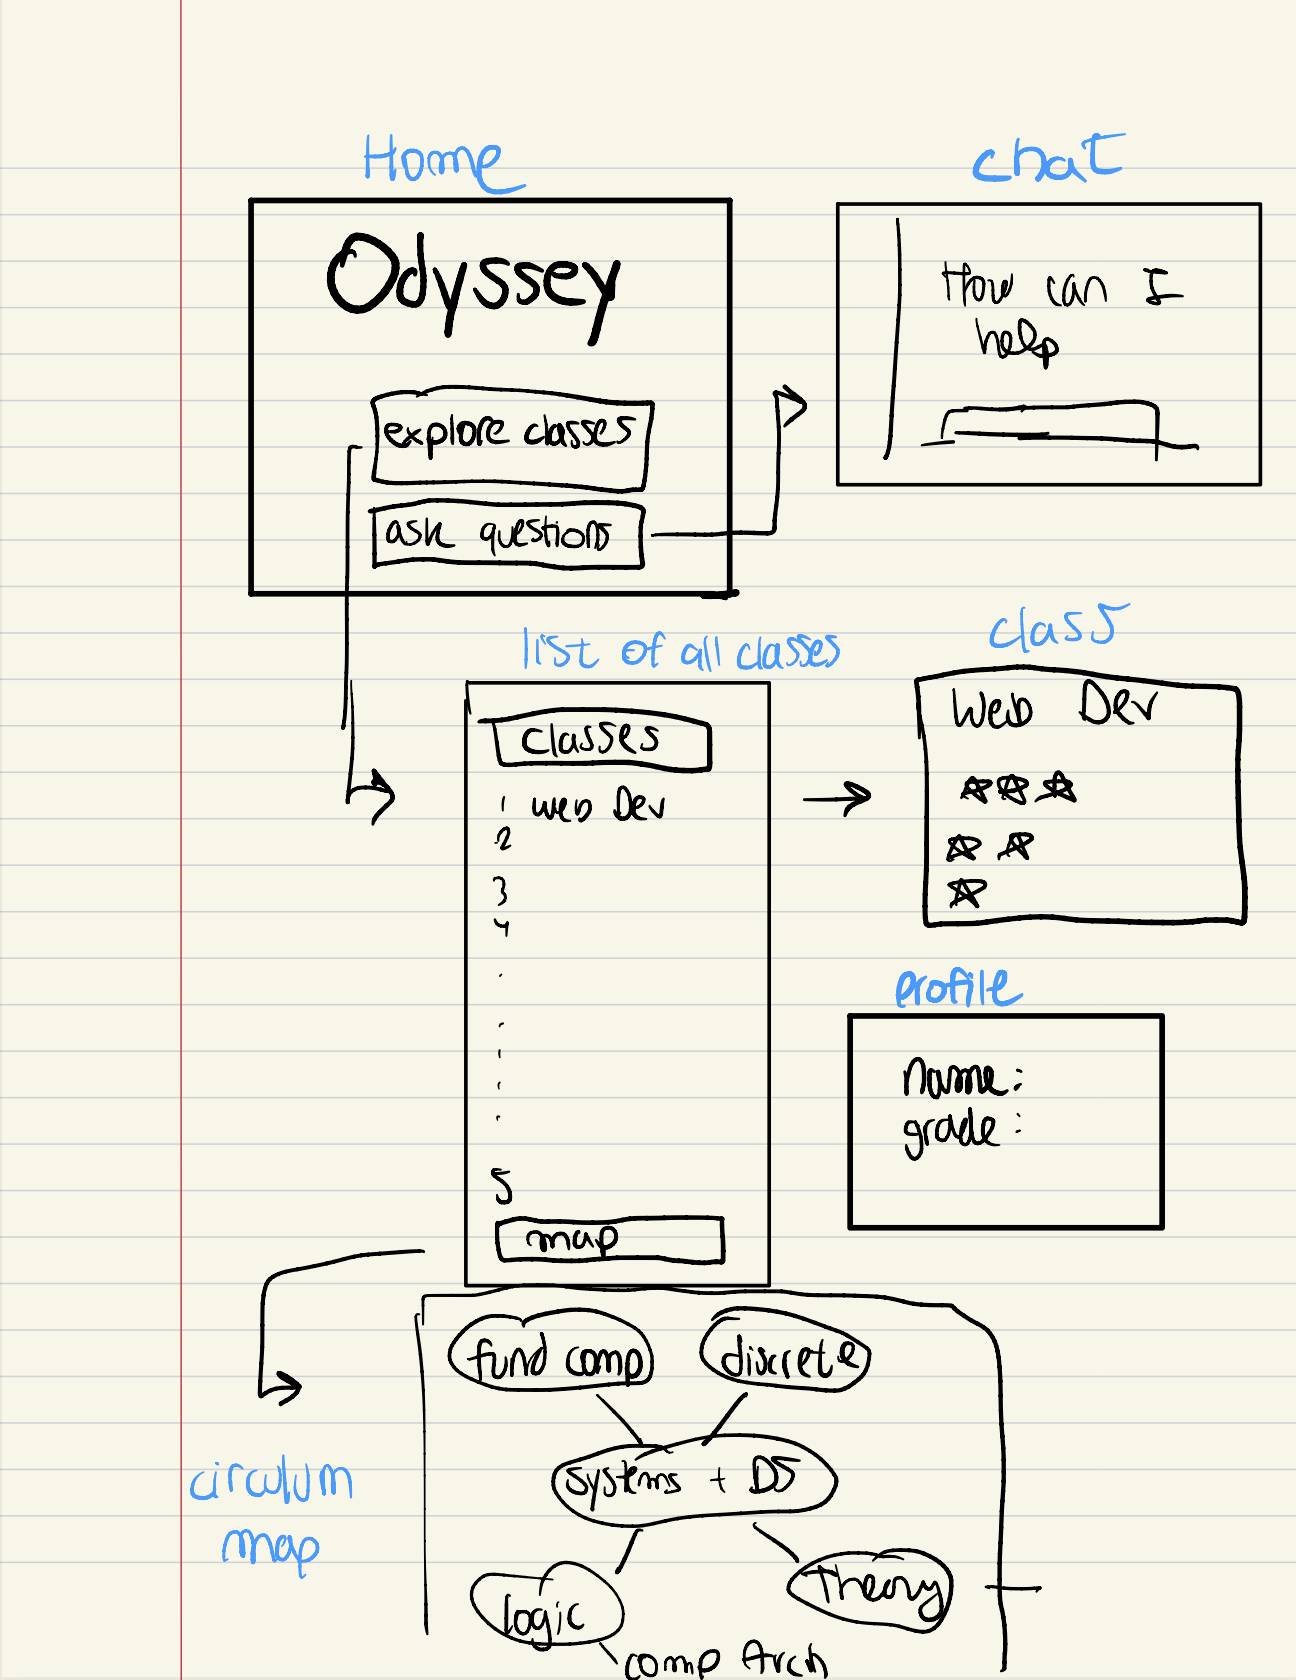 Home
Odyssey
explore classes
ask questions
chat
How can I
help
list of all classes
classes
1 web Dev
2
3
4
5
map
class
Web Dev
profile
name:
grade:
circulum
map
fund comp
discrete
systems + DS
logic
theory
comp Arch